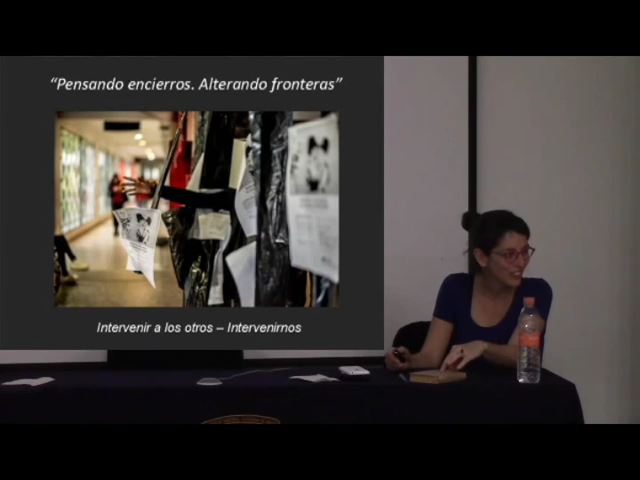 “Pensando encierros. Alterando fronteras”
Intervenir a los otros – Intervenirnos